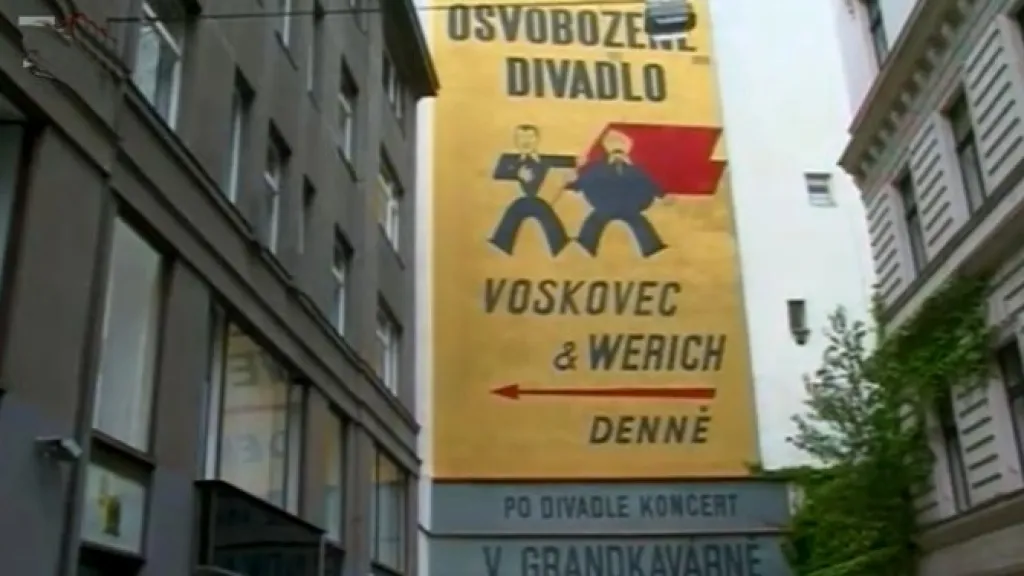 OSVOBOZENÉ
DIVADLO
VOSKOVEC
& WERICH
DENNĚ
PO DIVADLE KONCERT
V GRANDKAVÁRNĚ